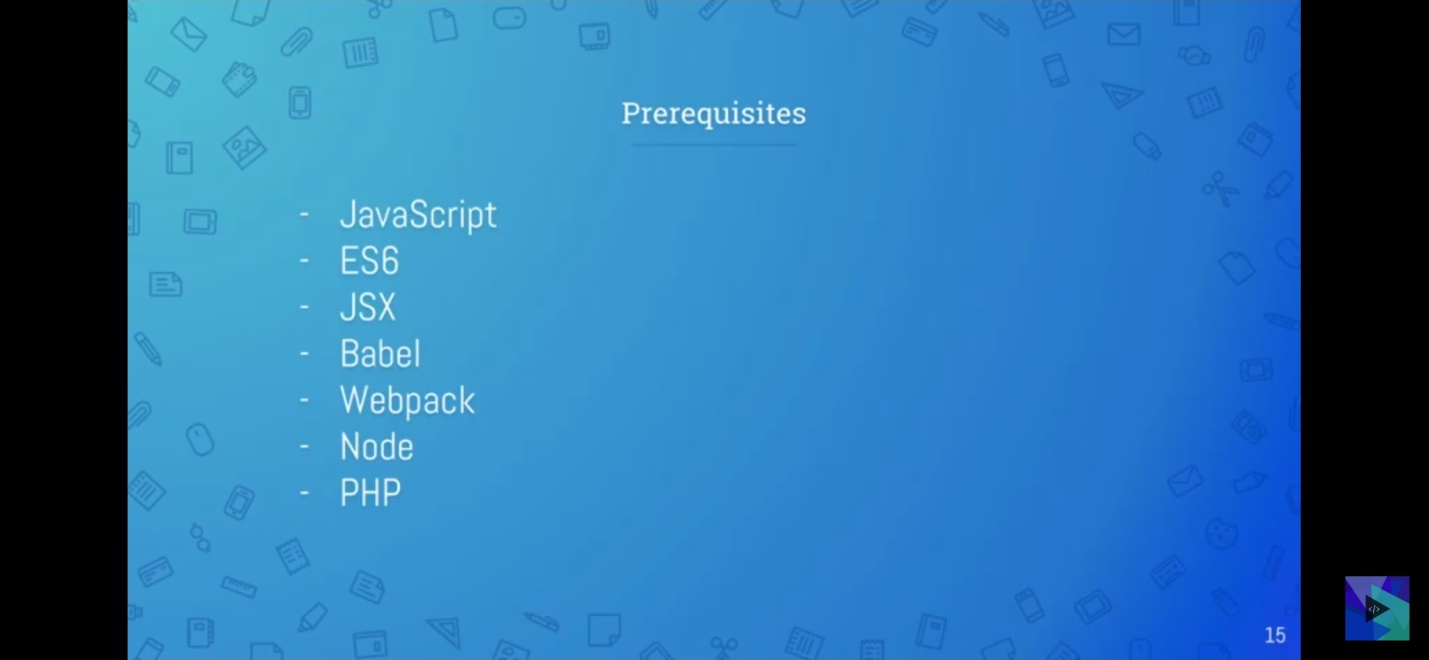 Prerequisites
- JavaScript
- ES6
- JSX
- Babel
- Webpack
- Node
- PHP
15
</>